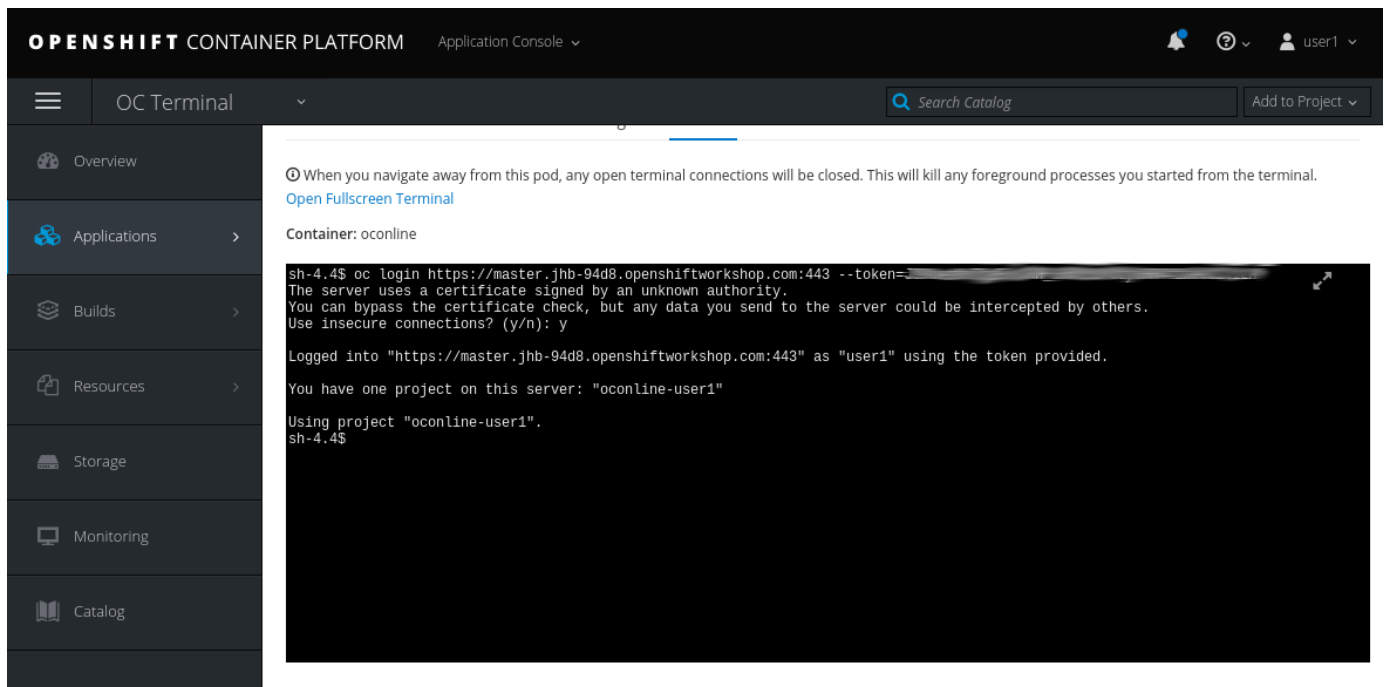 OPENSHIFT CONTAINER PLATFORM Application Console user1
OC Terminal Search Catalog Add to Project
Overview
Applications
Builds
Resources
Storage
Monitoring
Catalog
When you navigate away from this pod, any open terminal connections will be closed. This will kill any foreground processes you started from the terminal.
Open Fullscreen Terminal
Container: oconline
sh-4.4$ oc login https://master.jhb-94d8.openshiftworkshop.com:443 --token=
The server uses a certificate signed by an unknown authority.
You can bypass the certificate check, but any data you send to the server could be intercepted by others.
Use insecure connections? (y/n): y
Logged into "https://master.jhb-94d8.openshiftworkshop.com:443" as "user1" using the token provided.
You have one project on this server: "oconline-user1"
Using project "oconline-user1".
sh-4.4$